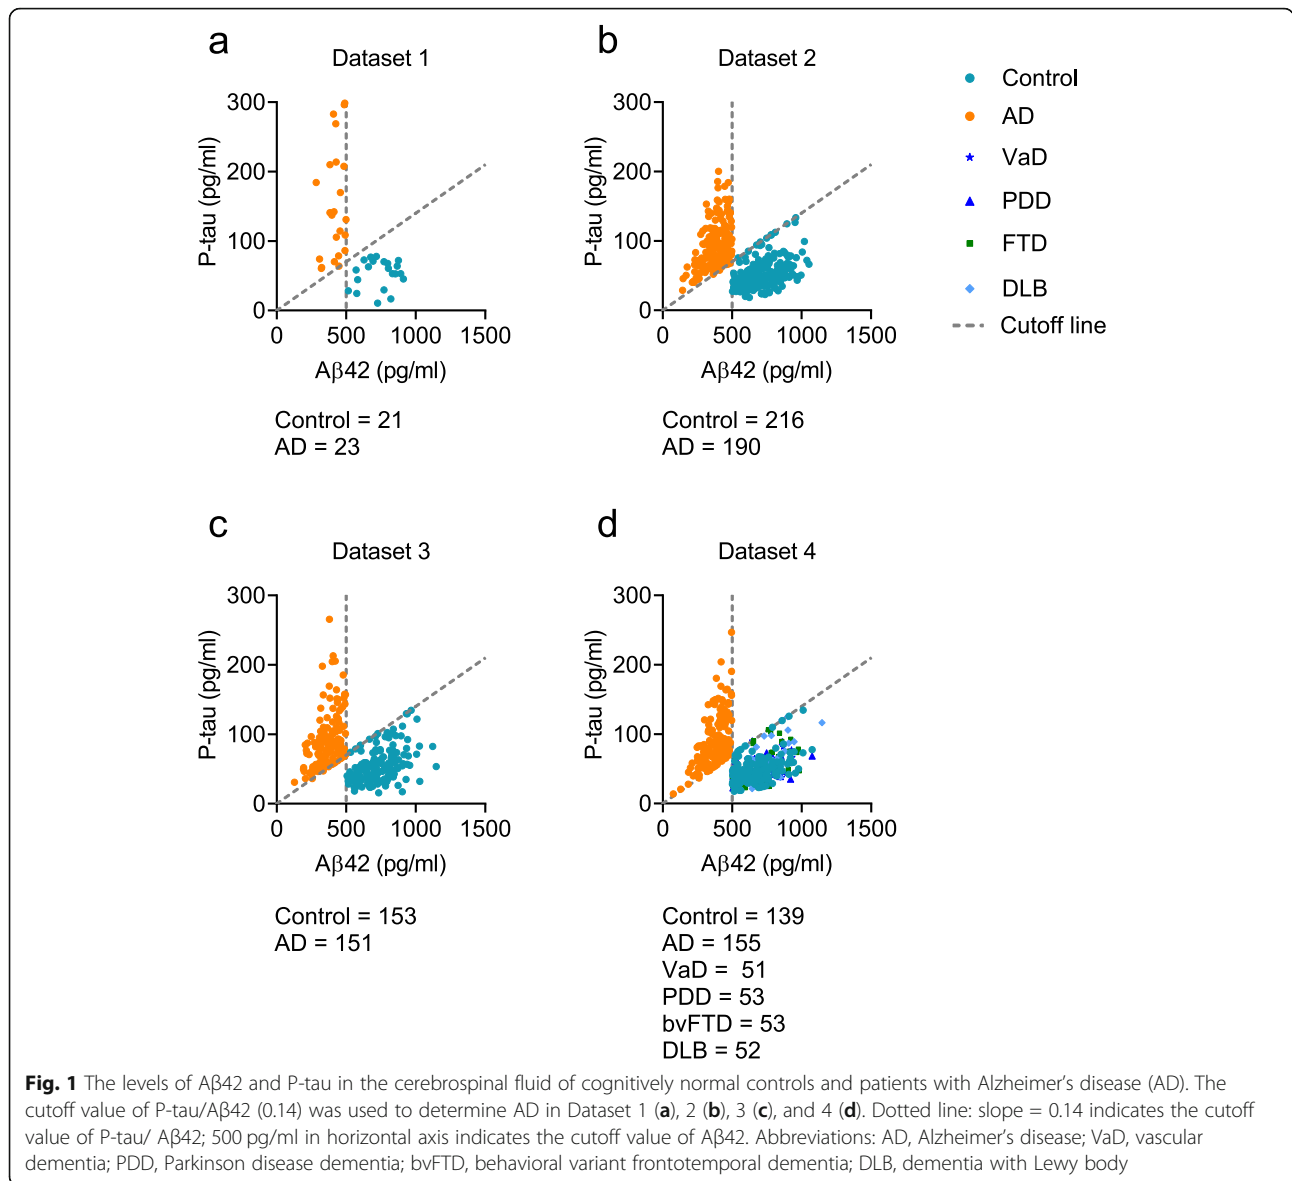 a
Dataset 1
300
200
100
0
P-tau (pg/ml)
0 500 1000 1500
Aβ42 (pg/ml)
Control = 21
AD = 23
b
Dataset 2
300
200
100
0
P-tau (pg/ml)
0 500 1000 1500
Aβ42 (pg/ml)
Control = 216
AD = 190
Control
AD
VaD
PDD
FTD
DLB
Cutoff line
c
Dataset 3
300
200
100
0
P-tau (pg/ml)
0 500 1000 1500
Aβ42 (pg/ml)
Control = 153
AD = 151
d
Dataset 4
300
200
100
0
P-tau (pg/ml)
0 500 1000 1500
Aβ42 (pg/ml)
Control = 139
AD = 155
VaD = 51
PDD = 53
bvFTD = 53
DLB = 52
Fig. 1 The levels of Aβ42 and P-tau in the cerebrospinal fluid of cognitively normal controls and patients with Alzheimer's disease (AD). The
cutoff value of P-tau/Aβ42 (0.14) was used to determine AD in Dataset 1 (a), 2 (b), 3 (c), and 4 (d). Dotted line: slope = 0.14 indicates the cutoff
value of P-tau/ Aβ42; 500 pg/ml in horizontal axis indicates the cutoff value of Aβ42. Abbreviations: AD, Alzheimer's disease; VaD, vascular
dementia; PDD, Parkinson disease dementia; bvFTD, behavioral variant frontotemporal dementia; DLB, dementia with Lewy body